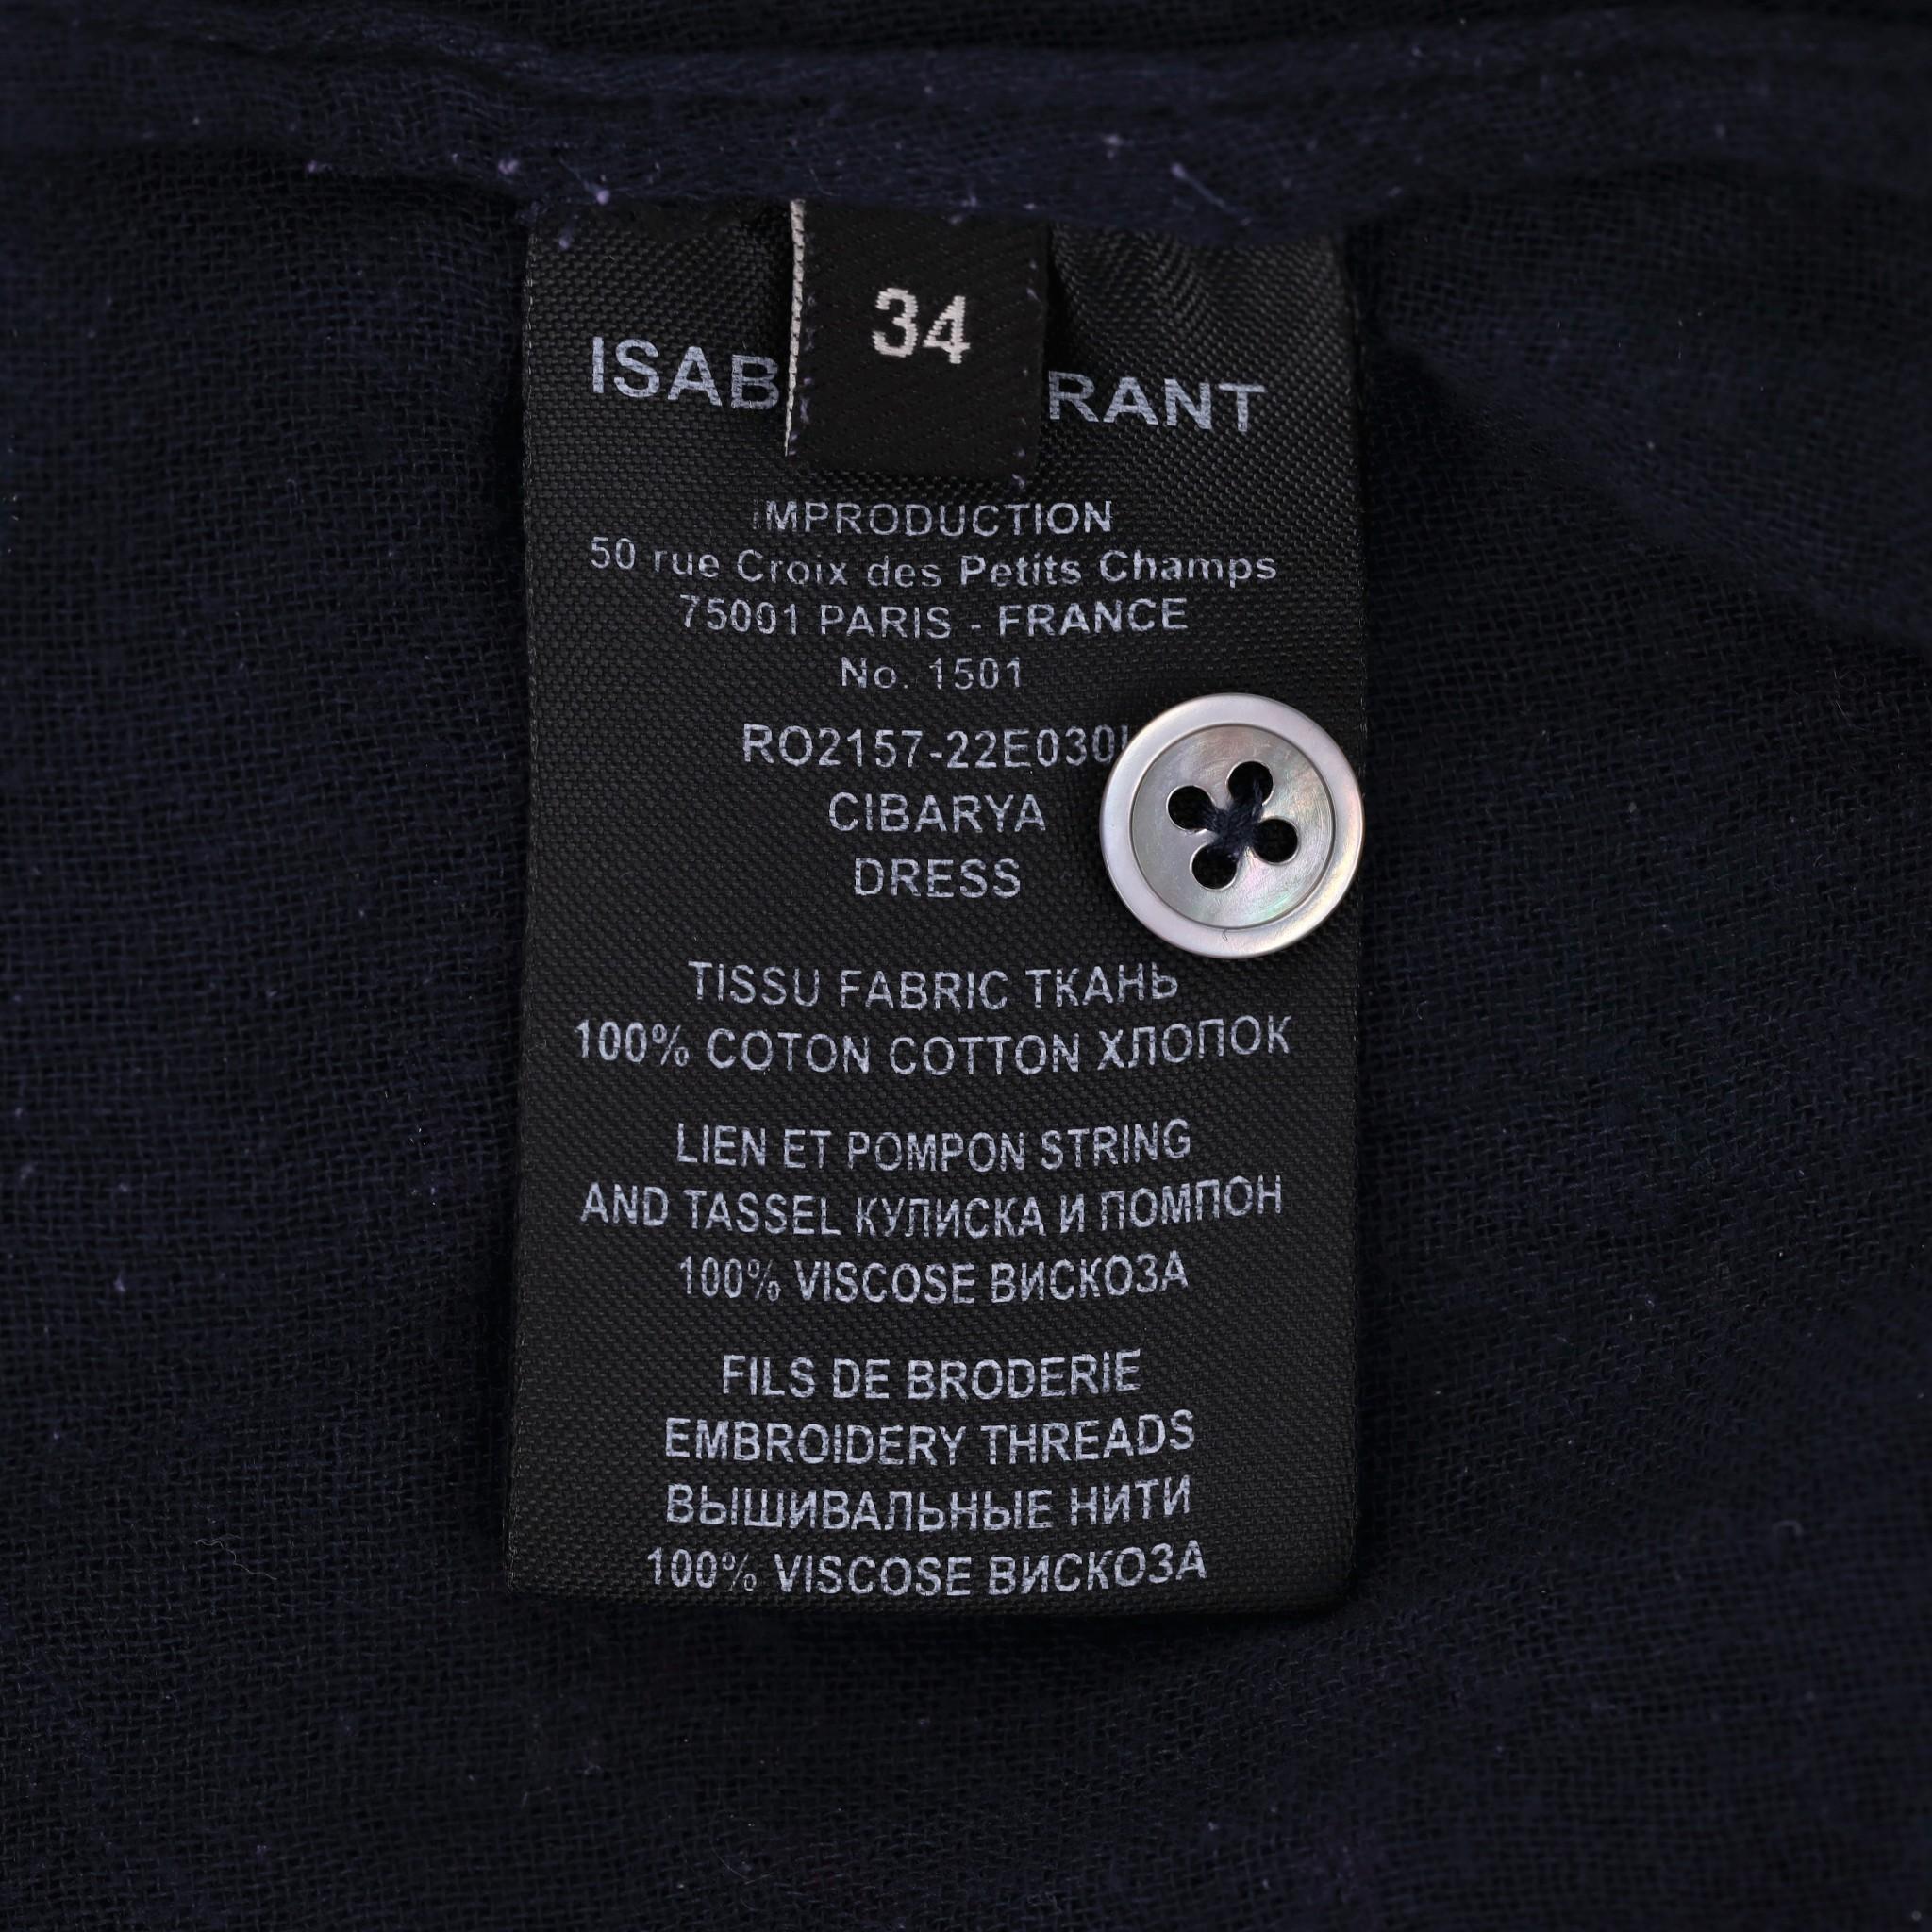 34
ISAB RANT
IMPRODUCTION
50 rue Croix des Petits Champs
75001 PARIS - FRANCE
No. 1501
RO2157-22E030I
CIBARYA
DRESS
TISSU FABRIC ТКАНЬ
100% COTON COTTON ХЛОПОК
LIEN ET POMPON STRING
AND TASSEL КУЛИСКА И ПОМПОН
100% VISCOSE ВИСКОЗА
FILS DE BRODERIE
EMBROIDERY THREADS
ВЫШИВАЛЬНЫЕ НИТИ
100% VISCOSE ВИСКОЗА